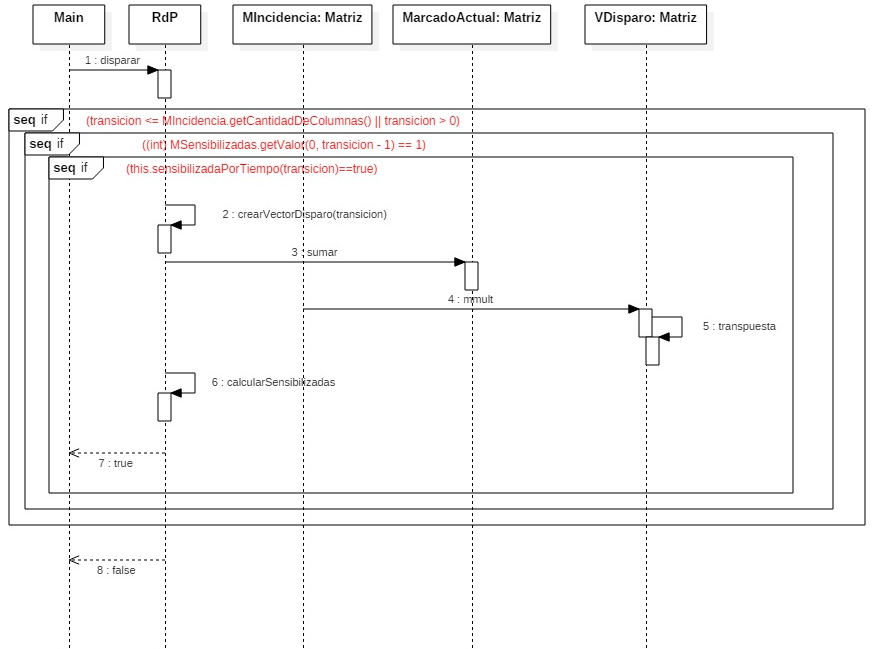 Main
RdP
MIncidencia: Matriz
MarcadoActual: Matriz
VDisparo: Matriz
1 : disparar
seq if
(transicion <= MIncidencia.getCantidadDeColumnas() || transicion > 0)
seq if
((int) MSensibilizadas.getValor(0, transicion - 1) == 1)
seq if
(this.sensibilizadaPorTiempo(transicion)==true)
2 : crearVectorDisparo(transicion)
3 : sumar
4 : mmult
5 : transpuesta
6 : calcularSensibilizadas
7 : true
8 : false